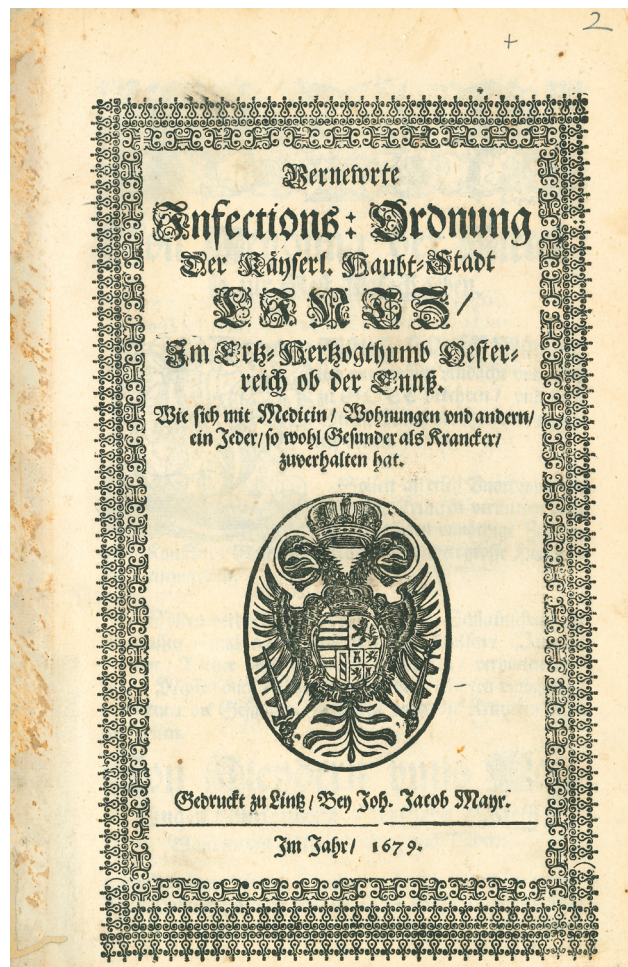 2
+
Vernewrte
Infections-Ordnung
Der Käyserl. Haubt-Stadt
LINTZ/
Im Ertz-Hertzogthumb Oester-
reich ob der Ennß.
Wie sich mit Medicin/ Wohnungen vnd andern/
ein Jeder/ so wohl Gesunder als Krancker/
zuverhalten hat.
Gedruckt zu Lintz/ Bey Joh. Jacob Mayr.
Im Jahr/ 1679.